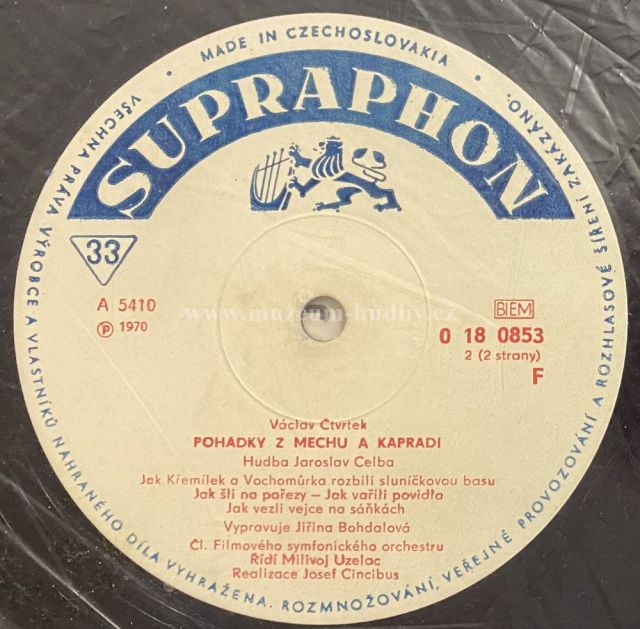 • MADE IN CZECHOSLOVAKIA •
SUPRAPHON
33
A 5410
Ⓟ 1970
BIEM
0 18 0853
2 (2 strany)
F
www.muzeum-hudby.cz
Václav Čtvrtek
POHÁDKY Z MECHU A KAPRADÍ
Hudba Jaroslav Celba
Jak Křemílek a Vochomůrka rozbili sluníčkovou basu
Jak šli na pařezy – Jak vařili povidla
Jak vezli vejce na sáňkách
Vypravuje Jiřina Bohdalová
Čl. Filmového symfonického orchestru
Řídí Milivoj Uzelac
Realizace Josef Cincibus
VŠECHNA PRÁVA VÝROBCE A VLASTNÍKŮ NAHRANÉHO DÍLA VYHRAŽENA. ROZMNOŽOVÁNÍ, VEŘEJNÉ PROVOZOVÁNÍ A ROZHLASOVÉ ŠÍŘENÍ ZAKÁZÁNO.